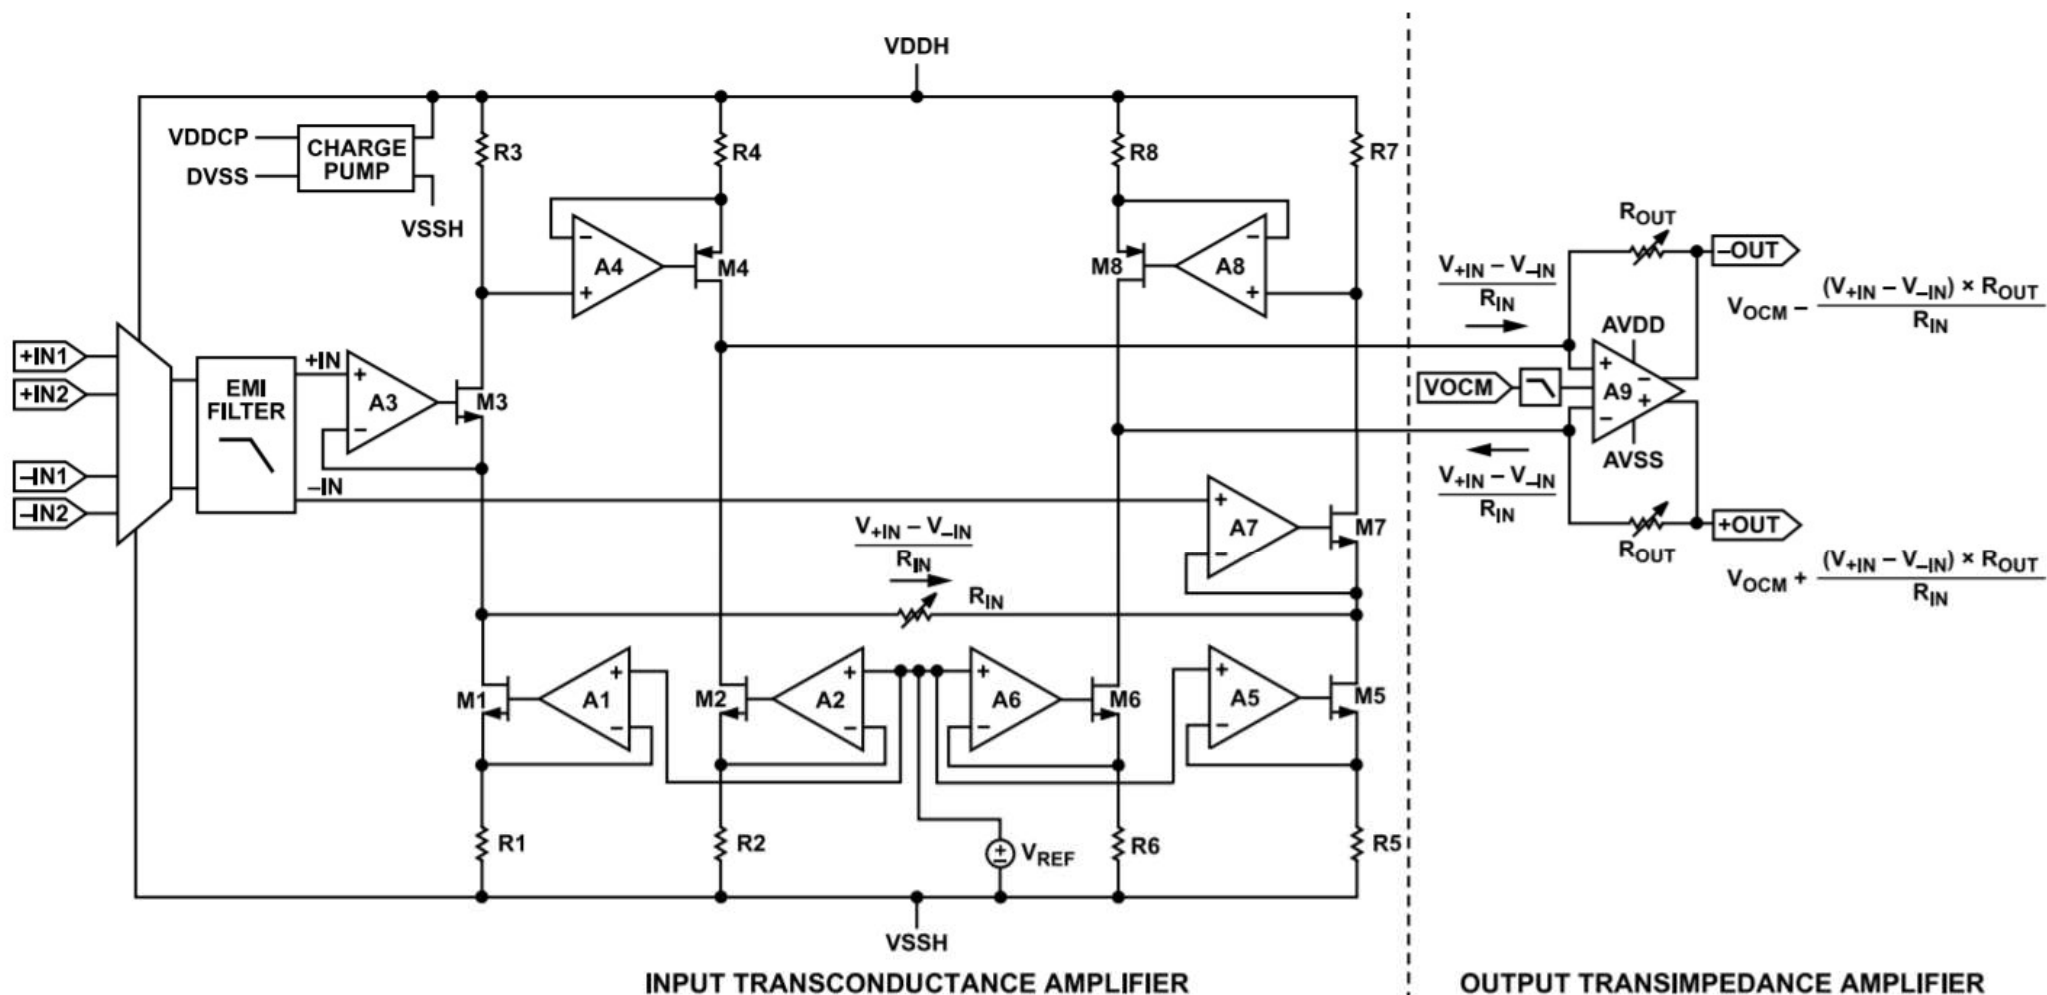 VDDH
VDDCP
DVSS
CHARGE
PUMP
VSSH
R3
R4
R8
R7
A4
− +
M4
M8
A8
− +
+IN1
+IN2
–IN1
–IN2
EMI
FILTER
+IN
–IN
A3
+ −
M3
A7
+ −
M7
V+IN – V–IN
RIN
RIN
M1
A1
+ −
M2
A2
+ −
A6
+ −
M6
A5
+ −
M5
R1
R2
VREF
R6
R5
VSSH
INPUT TRANSCONDUCTANCE AMPLIFIER
V+IN – V–IN
RIN
ROUT
–OUT
VOCM – (V+IN – V–IN) × ROUT
RIN
AVDD
VOCM
A9
+ −
− +
AVSS
V+IN – V–IN
RIN
ROUT
+OUT
VOCM + (V+IN – V–IN) × ROUT
RIN
OUTPUT TRANSIMPEDANCE AMPLIFIER